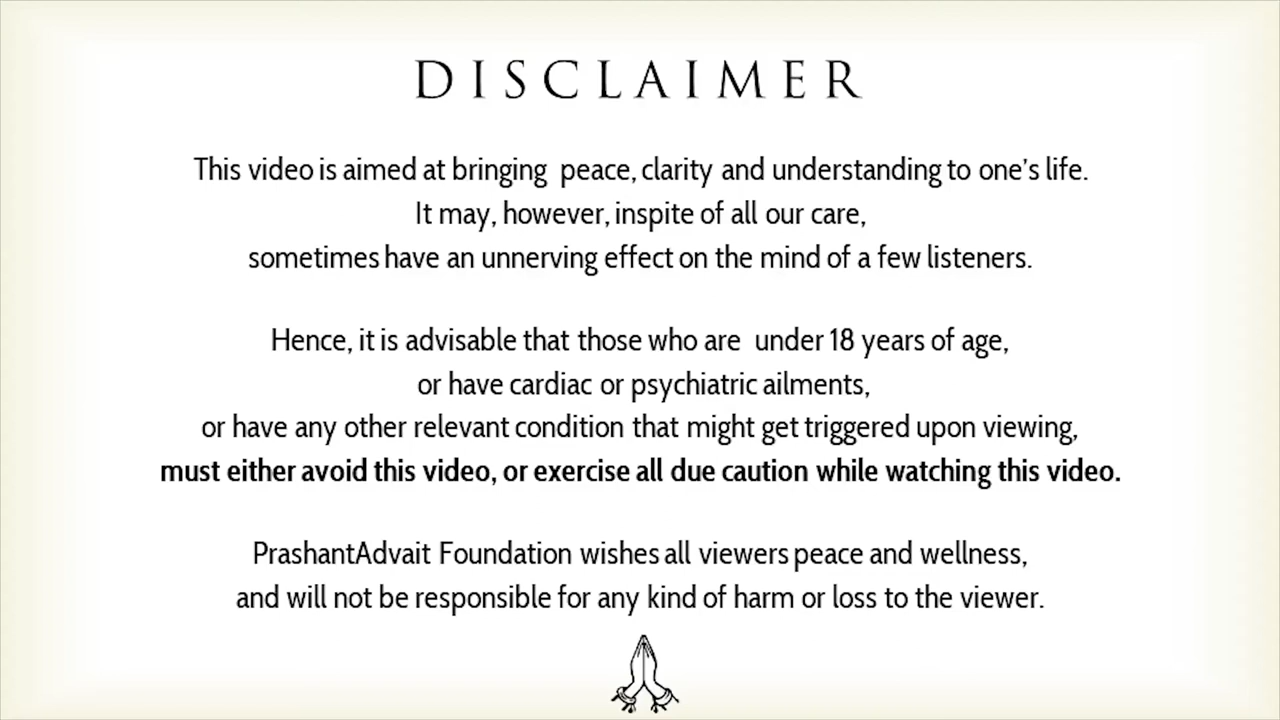 DISCLAIMER
This video is aimed at bringing peace, clarity and understanding to one's life.
It may, however, inspite of all our care,
sometimes have an unnerving effect on the mind of a few listeners.
Hence, it is advisable that those who are under 18 years of age,
or have cardiac or psychiatric ailments,
or have any other relevant condition that might get triggered upon viewing,
must either avoid this video, or exercise all due caution while watching this video.
PrashantAdvait Foundation wishes all viewers peace and wellness,
and will not be responsible for any kind of harm or loss to the viewer.